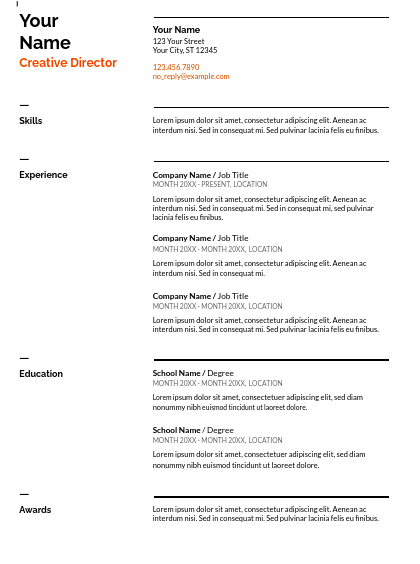 Your
Name
Creative Director
Your Name
123 Your Street
Your City, ST 12345
123.456.7890
no_reply@example.com
Skills
Lorem ipsum dolor sit amet, consectetur adipiscing elit. Aenean ac
interdum nisi. Sed in consequat mi. Sed pulvinar lacinia felis eu finibus.
Experience
Company Name / Job Title
MONTH 20XX - PRESENT, LOCATION
Lorem ipsum dolor sit amet, consectetur adipiscing elit. Aenean ac
interdum nisi. Sed in consequat mi. Sed in consequat mi, sed pulvinar
lacinia felis eu finibus.
Company Name / Job Title
MONTH 20XX - MONTH 20XX, LOCATION
Lorem ipsum dolor sit amet, consectetur adipiscing elit. Aenean ac
interdum nisi. Sed in consequat mi.
Company Name / Job Title
MONTH 20XX - MONTH 20XX, LOCATION
Lorem ipsum dolor sit amet, consectetur adipiscing elit. Aenean ac
interdum nisi. Sed in consequat mi. Sed pulvinar lacinia felis eu finibus.
Education
School Name / Degree
MONTH 20XX - MONTH 20XX, LOCATION
Lorem ipsum dolor sit amet, consectetuer adipiscing elit, sed diam
nonummy nibh euismod tincidunt ut laoreet dolore.
School Name / Degree
MONTH 20XX - MONTH 20XX, LOCATION
Lorem ipsum dolor sit amet, consectetuer adipiscing elit, sed diam
nonummy nibh euismod tincidunt ut laoreet dolore.
Awards
Lorem ipsum dolor sit amet, consectetur adipiscing elit. Aenean ac
interdum nisi. Sed in consequat mi. Sed pulvinar lacinia felis eu finibus.